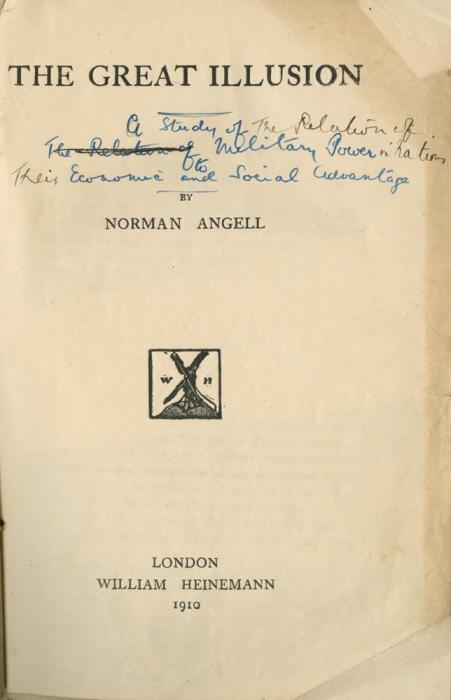 THE GREAT ILLUSION
A Study of The Relation of
The Relation of Military Power in Nations
to
Their Economic and Social Advantage
BY
NORMAN ANGELL
W H
LONDON
WILLIAM HEINEMANN
1910